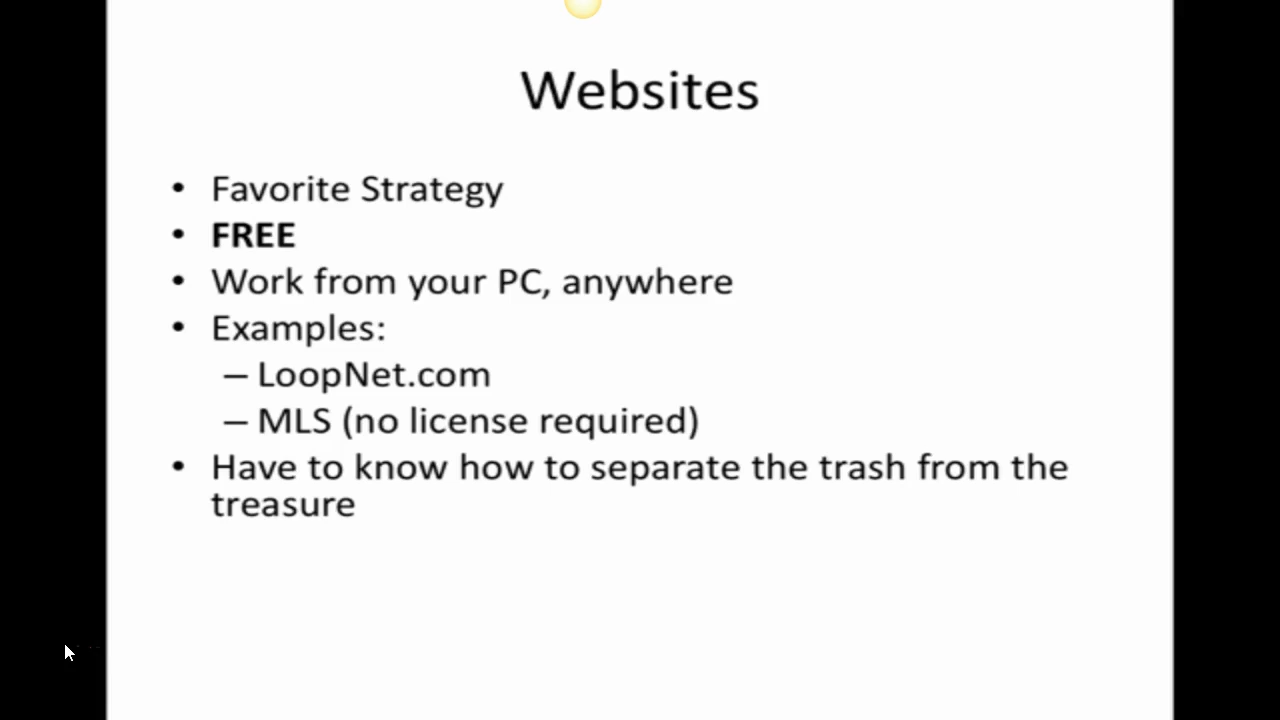 Websites
• Favorite Strategy
• FREE
• Work from your PC, anywhere
• Examples:
– LoopNet.com
– MLS (no license required)
• Have to know how to separate the trash from the
treasure